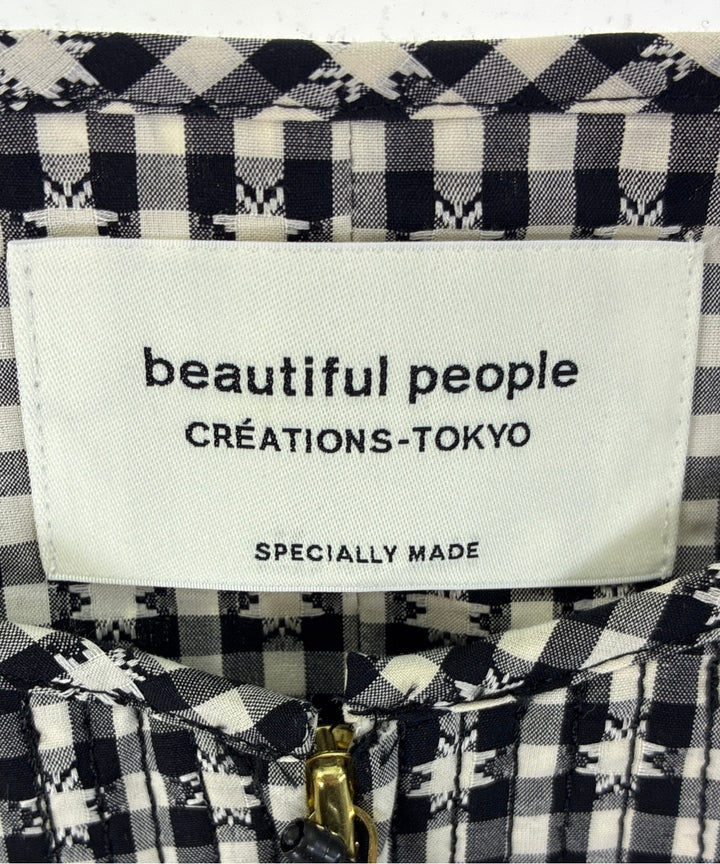 beautiful people
CRÉATIONS-TOKYO
SPECIALLY MADE